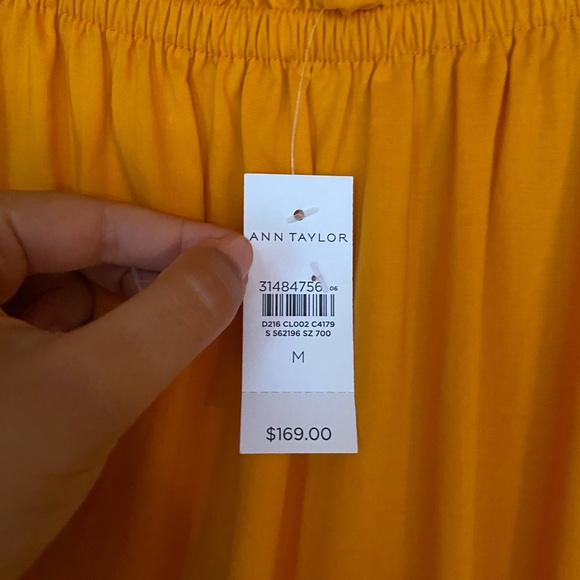 ANN TAYLOR
31484756 .06
D216 CL002 C4179
S 562196 SZ 700
M
$169.00